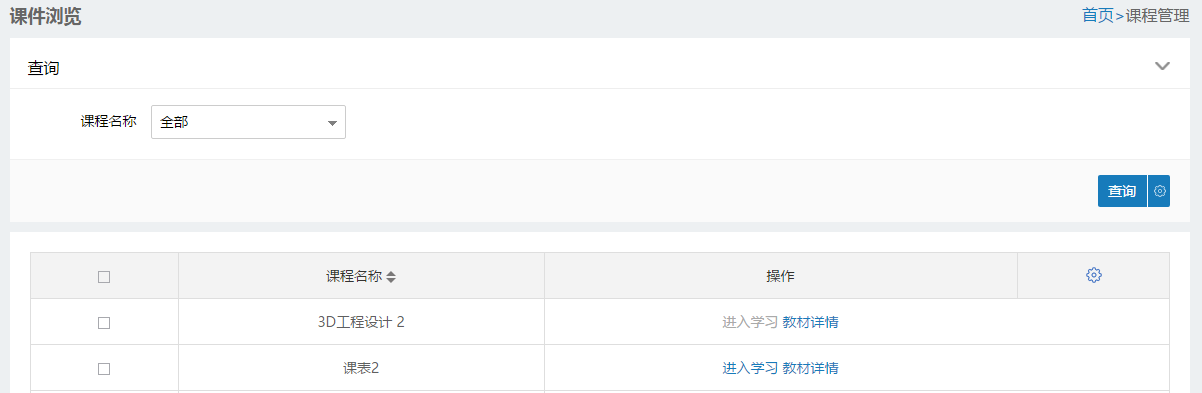 课件浏览 首页>课程管理
查询
课程名称 全部
查询
课程名称 操作
3D工程设计 2 进入学习 教材详情
课表2 进入学习 教材详情